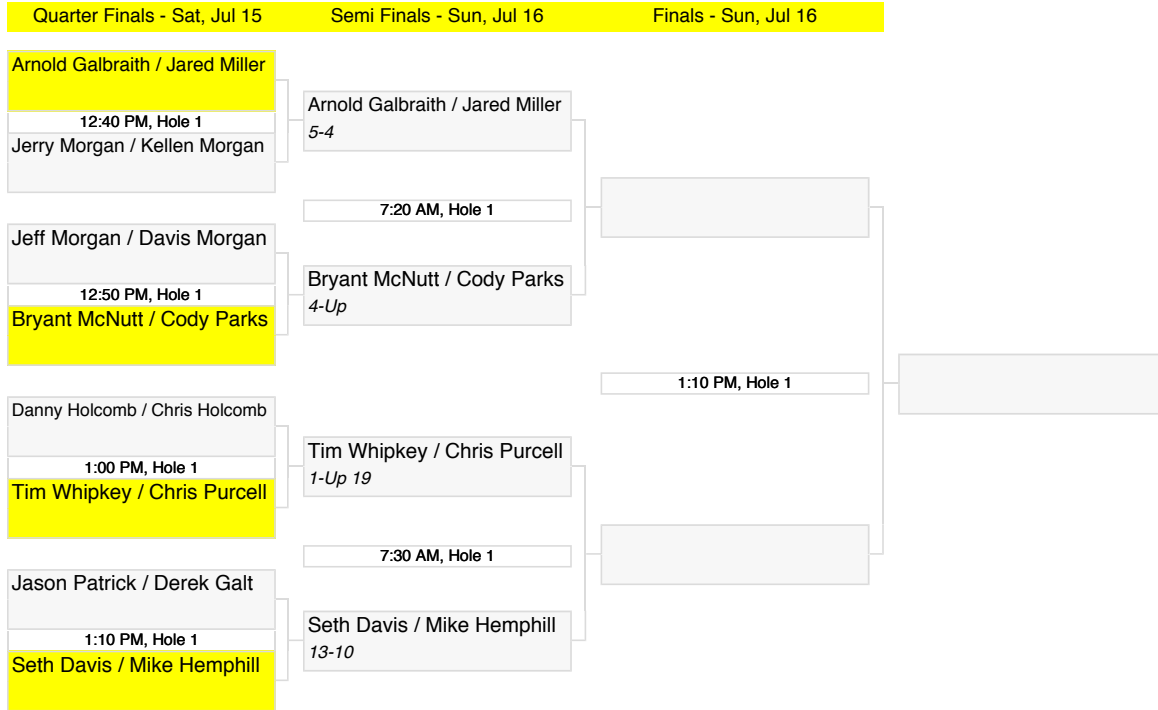 Quarter Finals - Sat, Jul 15
Semi Finals - Sun, Jul 16
Finals - Sun, Jul 16
Arnold Galbraith / Jared Miller
12:40 PM, Hole 1
Jerry Morgan / Kellen Morgan
Jeff Morgan / Davis Morgan
12:50 PM, Hole 1
Bryant McNutt / Cody Parks
Danny Holcomb / Chris Holcomb
1:00 PM, Hole 1
Tim Whipkey / Chris Purcell
Jason Patrick / Derek Galt
1:10 PM, Hole 1
Seth Davis / Mike Hemphill
Arnold Galbraith / Jared Miller
5-4
7:20 AM, Hole 1
Bryant McNutt / Cody Parks
4-Up
Tim Whipkey / Chris Purcell
1-Up 19
7:30 AM, Hole 1
Seth Davis / Mike Hemphill
13-10
1:10 PM, Hole 1